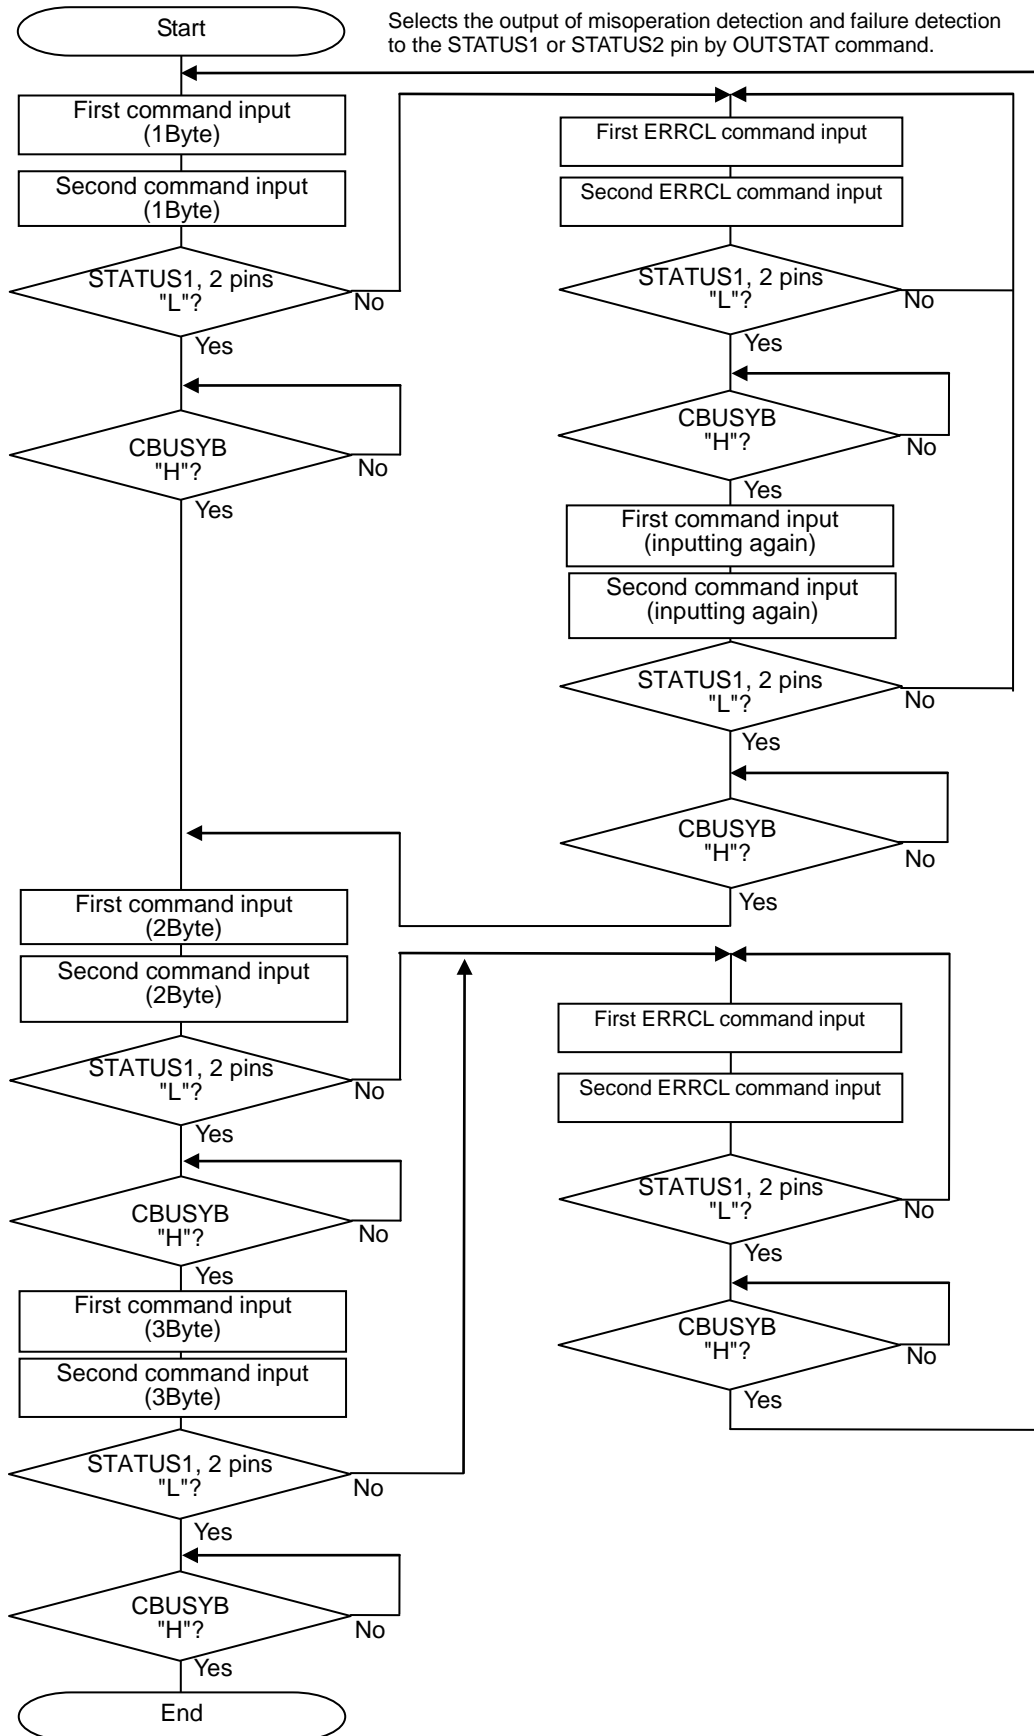 Start
Selects the output of misoperation detection and failure detection
to the STATUS1 or STATUS2 pin by OUTSTAT command.
First command input
(1Byte)
Second command input
(1Byte)
STATUS1, 2 pins
"L"?
No
Yes
CBUSYB
"H"?
No
Yes
First ERRCL command input
Second ERRCL command input
STATUS1, 2 pins
"L"?
No
Yes
CBUSYB
"H"?
No
Yes
First command input
(inputting again)
Second command input
(inputting again)
STATUS1, 2 pins
"L"?
No
Yes
CBUSYB
"H"?
No
Yes
First command input
(2Byte)
Second command input
(2Byte)
STATUS1, 2 pins
"L"?
No
Yes
CBUSYB
"H"?
No
Yes
First command input
(3Byte)
Second command input
(3Byte)
STATUS1, 2 pins
"L"?
No
Yes
CBUSYB
"H"?
No
Yes
End
First ERRCL command input
Second ERRCL command input
STATUS1, 2 pins
"L"?
No
Yes
CBUSYB
"H"?
No
Yes